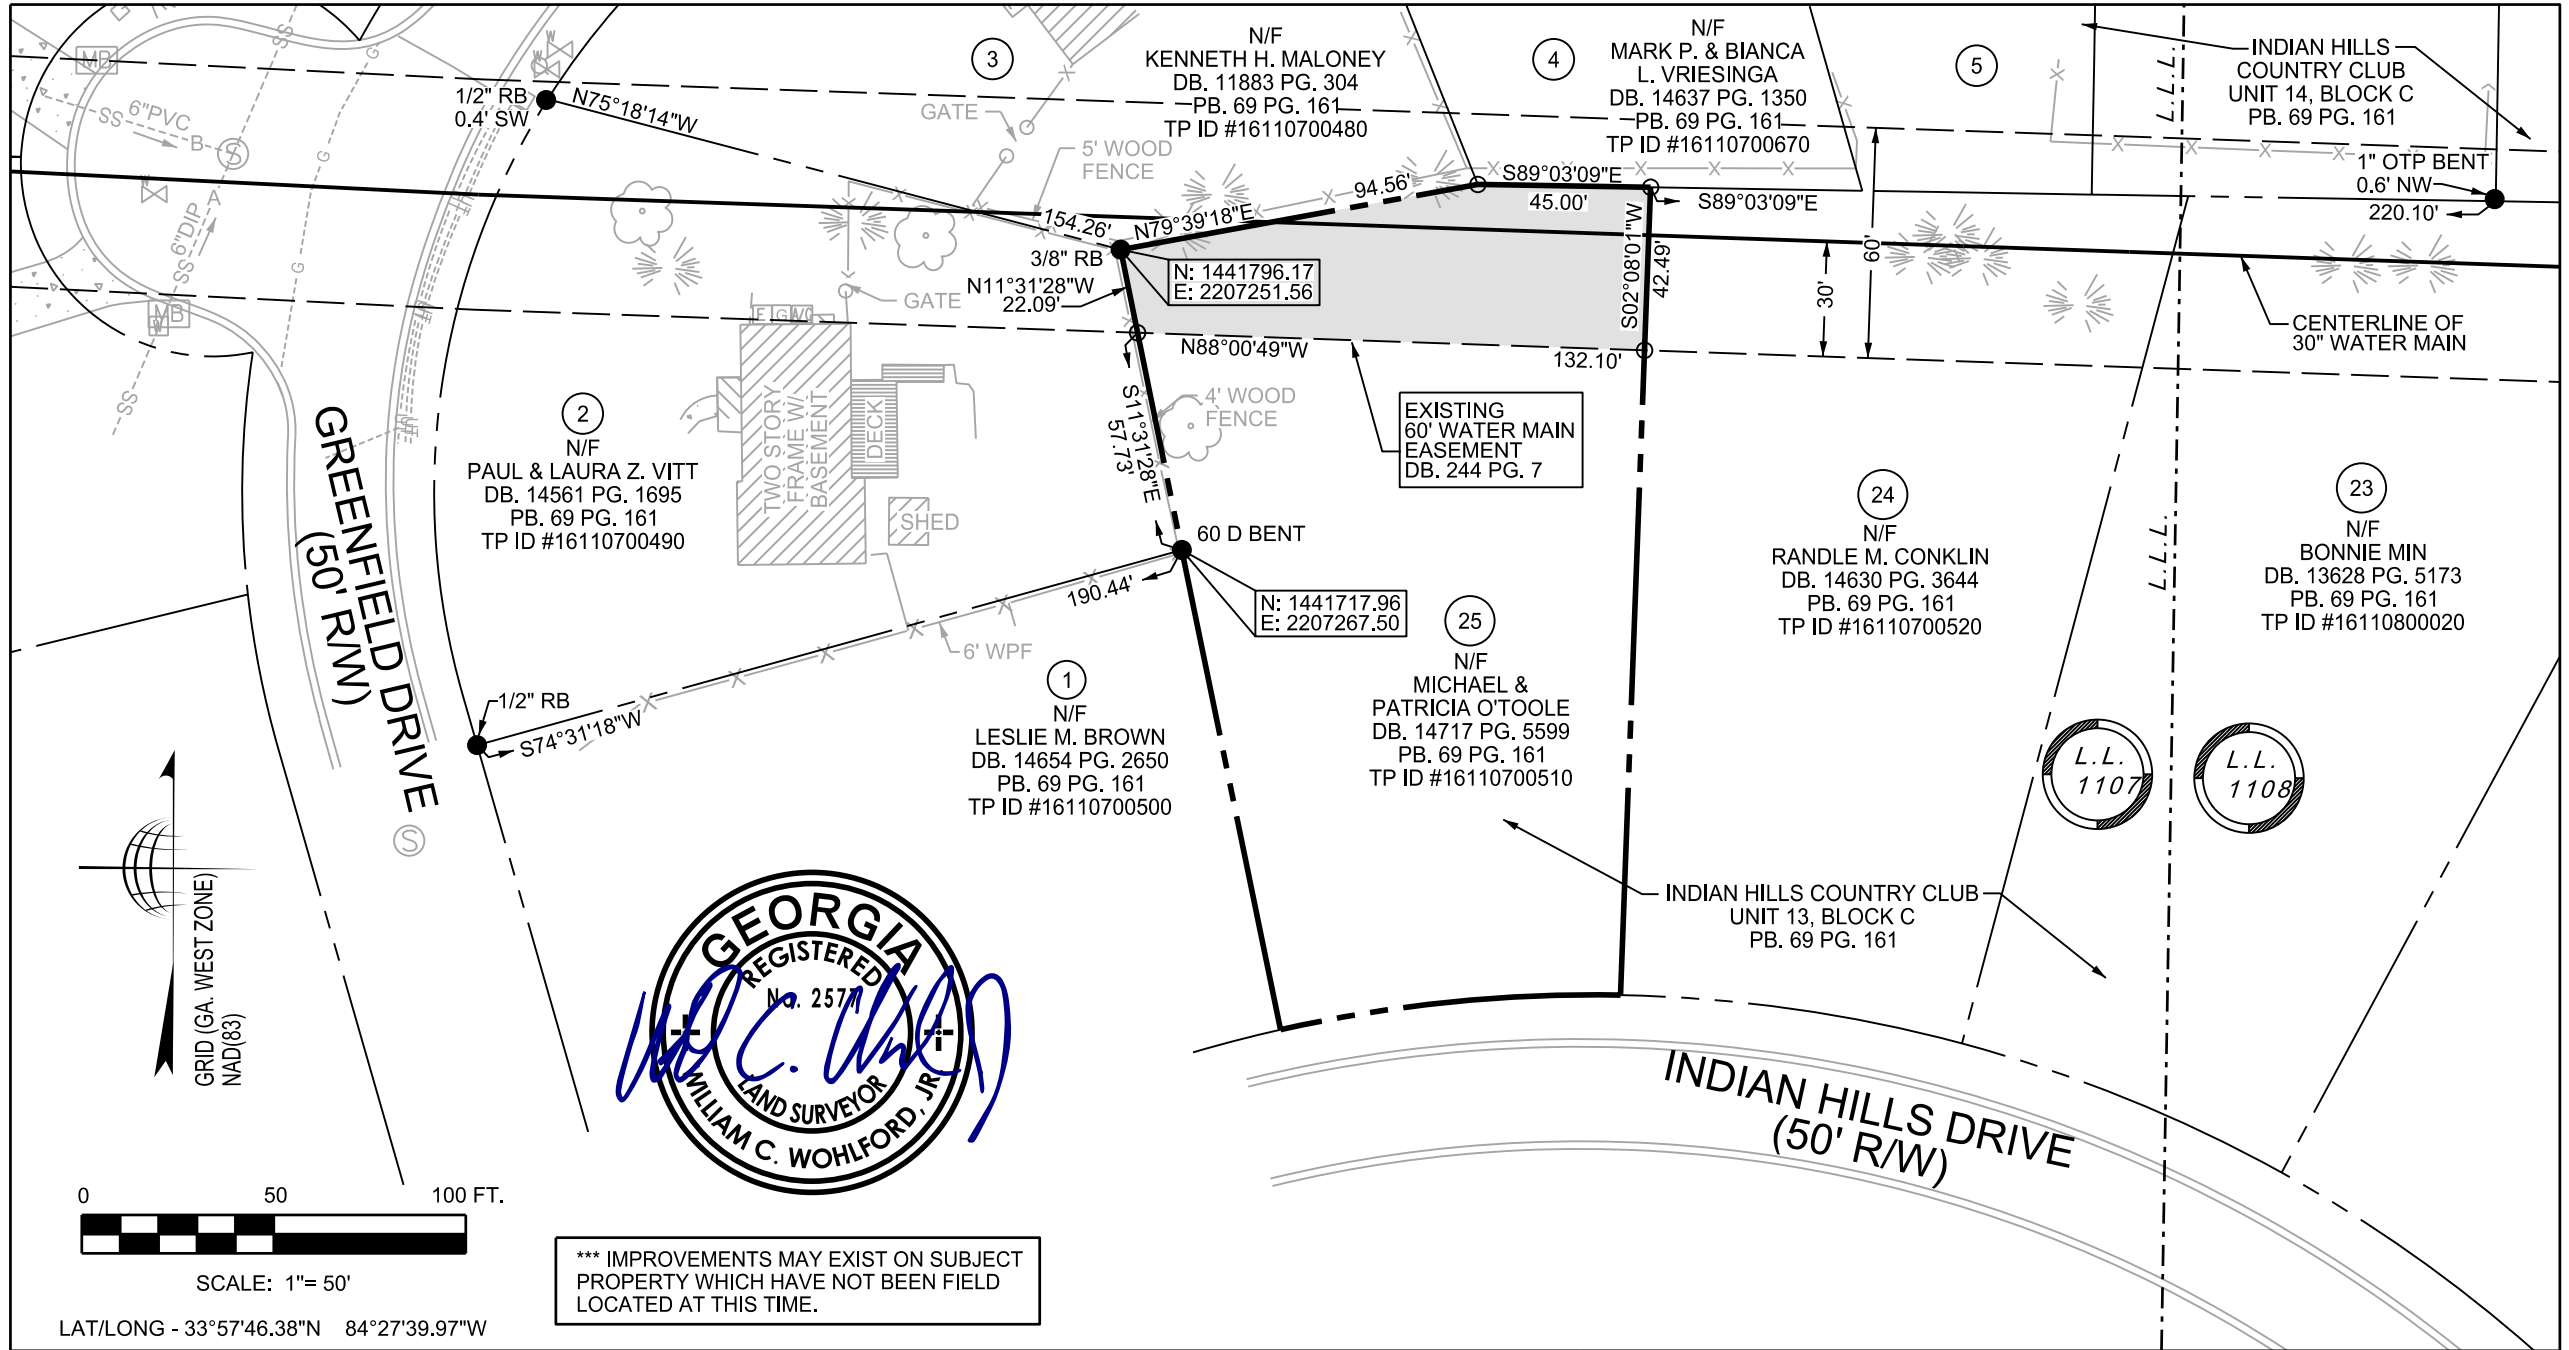 3
N/F
KENNETH H. MALONEY
DB. 11883 PG. 304
PB. 69 PG. 161
TP ID #16110700480
4
N/F
MARK P. & BIANCA
L. VRIESINGA
DB. 14637 PG. 1350
PB. 69 PG. 161
TP ID #16110700670
5
INDIAN HILLS
COUNTRY CLUB
UNIT 14, BLOCK C
PB. 69 PG. 161
L.L.
L.L.
MB
W
W
1/2" RB
0.4' SW
N75°18'14"W
SS
G
G
6"PVC
SS
B
S
GATE
5' WOOD
FENCE
1" OTP BENT
0.6' NW
220.10'
S89°03'09"E
45.00'
S89°03'09"E
94.56'
N79°39'18"E
154.26'
W
6"DIP
A
SS
G
3/8" RB
N11°31'28"W
22.09'
N: 1441796.17
E: 2207251.56
S02°08'01"W
42.49'
60'
30'
GATE
MB
W
E
G
W
N88°00'49"W
132.10'
CENTERLINE OF
30" WATER MAIN
SS
S11°31'28"E
57.73'
4' WOOD
FENCE
EXISTING
60' WATER MAIN
EASEMENT
DB. 244 PG. 7
TWO STORY
FRAME W/
BASEMENT
DECK
SHED
2
N/F
PAUL & LAURA Z. VITT
DB. 14561 PG. 1695
PB. 69 PG. 161
TP ID #16110700490
GREENFIELD DRIVE
(50' R/W)
60 D BENT
190.44'
N: 1441717.96
E: 2207267.50
24
N/F
RANDLE M. CONKLIN
DB. 14630 PG. 3644
PB. 69 PG. 161
TP ID #16110700520
L.L.
L.L.
23
N/F
BONNIE MIN
DB. 13628 PG. 5173
PB. 69 PG. 161
TP ID #16110800020
6' WPF
1/2" RB
S74°31'18"W
1
N/F
LESLIE M. BROWN
DB. 14654 PG. 2650
PB. 69 PG. 161
TP ID #16110700500
25
N/F
MICHAEL &
PATRICIA O'TOOLE
DB. 14717 PG. 5599
PB. 69 PG. 161
TP ID #16110700510
L.L.
1107
L.L.
1108
S
INDIAN HILLS COUNTRY CLUB
UNIT 13, BLOCK C
PB. 69 PG. 161
GRID (GA. WEST ZONE)
NAD(83)
GEORGIA
REGISTERED
No. 2577
LAND SURVEYOR
WILLIAM C. WOHLFORD, JR.
INDIAN HILLS DRIVE
(50' R/W)
0 50 100 FT.
SCALE: 1"= 50'
LAT/LONG - 33°57'46.38"N 84°27'39.97"W
*** IMPROVEMENTS MAY EXIST ON SUBJECT
PROPERTY WHICH HAVE NOT BEEN FIELD
LOCATED AT THIS TIME.